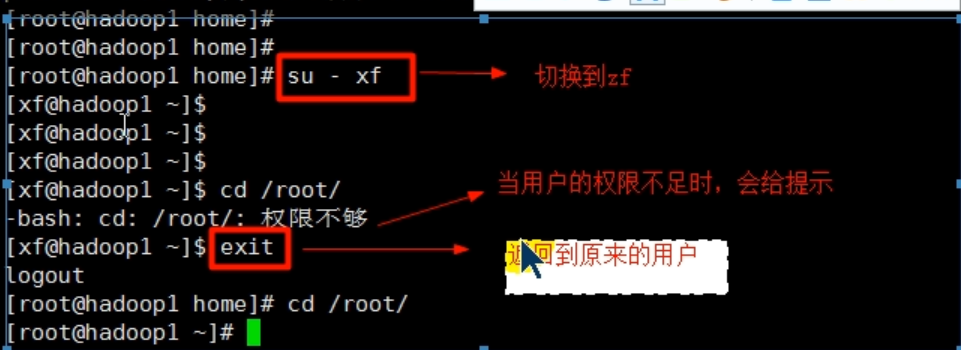 [root@hadoop1 home]#
[root@hadoop1 home]#
[root@hadoop1 home]# su - xf
切换到zf
[xf@hadoop1 ~]$
[xf@hadoop1 ~]$
[xf@hadoop1 ~]$
[xf@hadoop1 ~]$ cd /root/
当用户的权限不足时，会给提示
-bash: cd: /root/: 权限不够
[xf@hadoop1 ~]$ exit
返回到原来的用户
logout
[root@hadoop1 home]# cd /root/
[root@hadoop1 ~]#